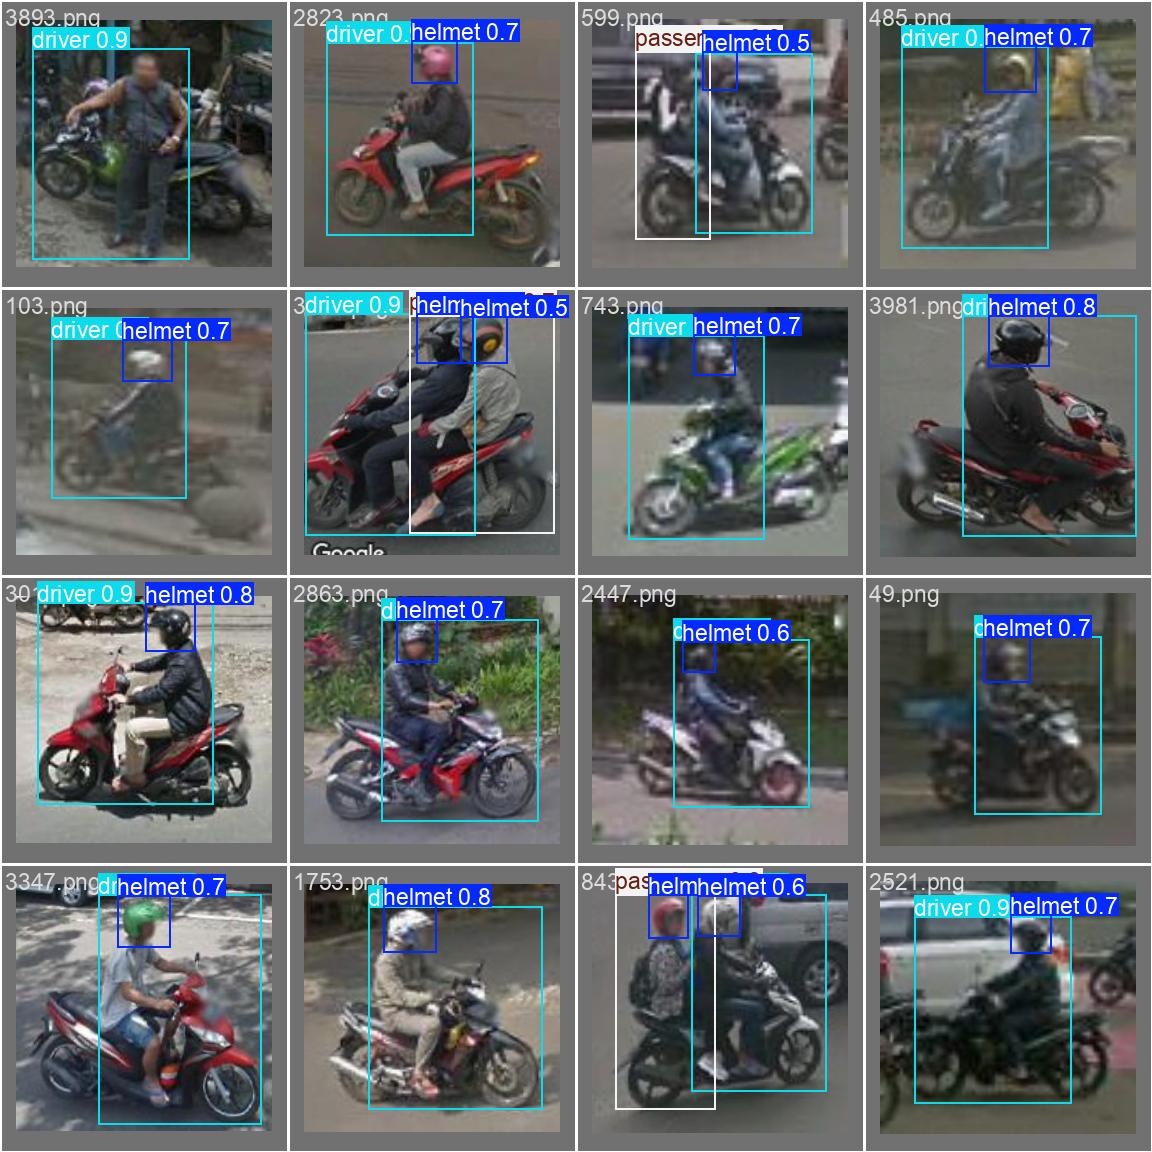 3893.png
driver 0.9
2823.png
driver 0.
helmet 0.7
599.png
passen
helmet 0.5
485.png
driver 0.
helmet 0.7
103.png
driver 0
helmet 0.7
3
driver 0.9
helm
helmet 0.5
Google
743.png
driver
helmet 0.7
3981.png
dri
helmet 0.8
301
driver 0.9
helmet 0.8
2863.png
d
helmet 0.7
2447.png
helmet 0.6
49.png
helmet 0.7
3347.png
dr
helmet 0.7
1753.png
d
helmet 0.8
843
pas
helm
helmet 0.6
2521.png
driver 0.9
helmet 0.7